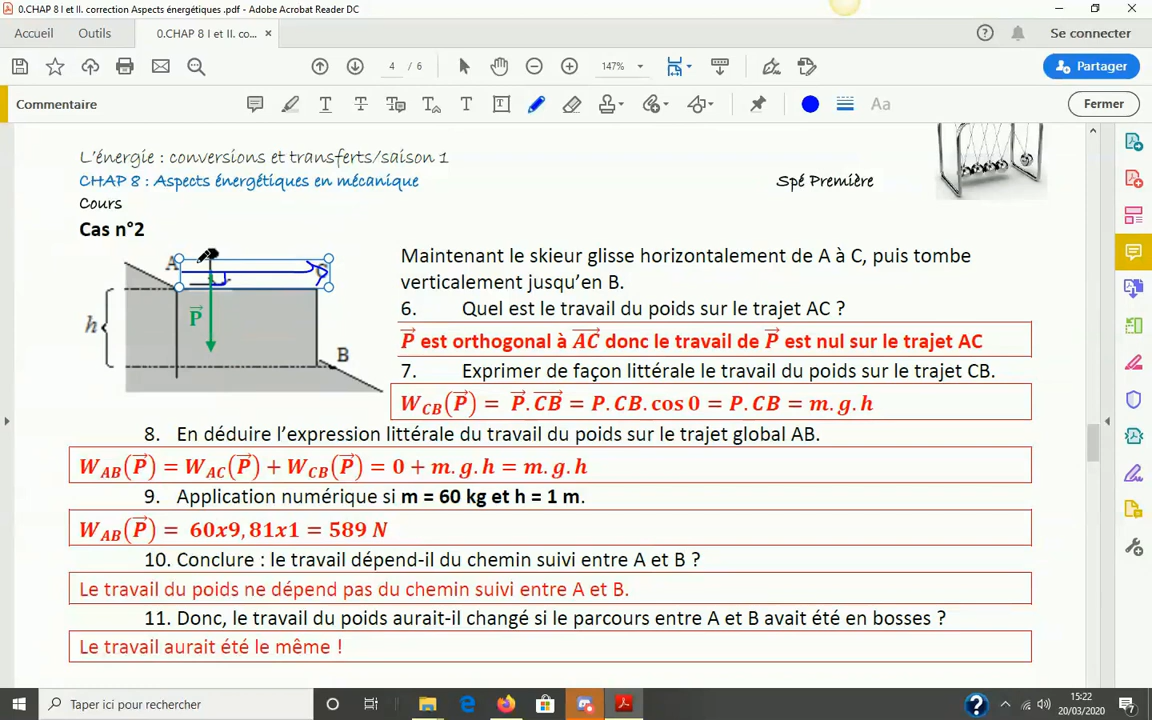 0.CHAP 8 I et II. correction Aspects énergétiques .pdf - Adobe Acrobat Reader DC
Accueil
Outils
0.CHAP 8 I et II. co... ×
Se connecter
4 / 6
147%
Partager
Commentaire
Aa
Fermer
L'énergie : conversions et transferts/saison 1
CHAP 8 : Aspects énergétiques en mécanique
Spé Première
Cours
Cas n°2
A
C
h
P
B
Maintenant le skieur glisse horizontalement de A à C, puis tombe
verticalement jusqu'en B.
6. Quel est le travail du poids sur le trajet AC ?
P⃗ est orthogonal à AC⃗ donc le travail de P⃗ est nul sur le trajet AC
7. Exprimer de façon littérale le travail du poids sur le trajet CB.
W_CB(P⃗) = P⃗.CB⃗ = P.CB.cos 0 = P.CB = m.g.h
8. En déduire l'expression littérale du travail du poids sur le trajet global AB.
W_AB(P⃗) = W_AC(P⃗) + W_CB(P⃗) = 0 + m.g.h = m.g.h
9. Application numérique si m = 60 kg et h = 1 m.
W_AB(P⃗) = 60x9,81x1 = 589 N
10. Conclure : le travail dépend-il du chemin suivi entre A et B ?
Le travail du poids ne dépend pas du chemin suivi entre A et B.
11. Donc, le travail du poids aurait-il changé si le parcours entre A et B avait été en bosses ?
Le travail aurait été le même !
Taper ici pour rechercher
15:22
20/03/2020
7